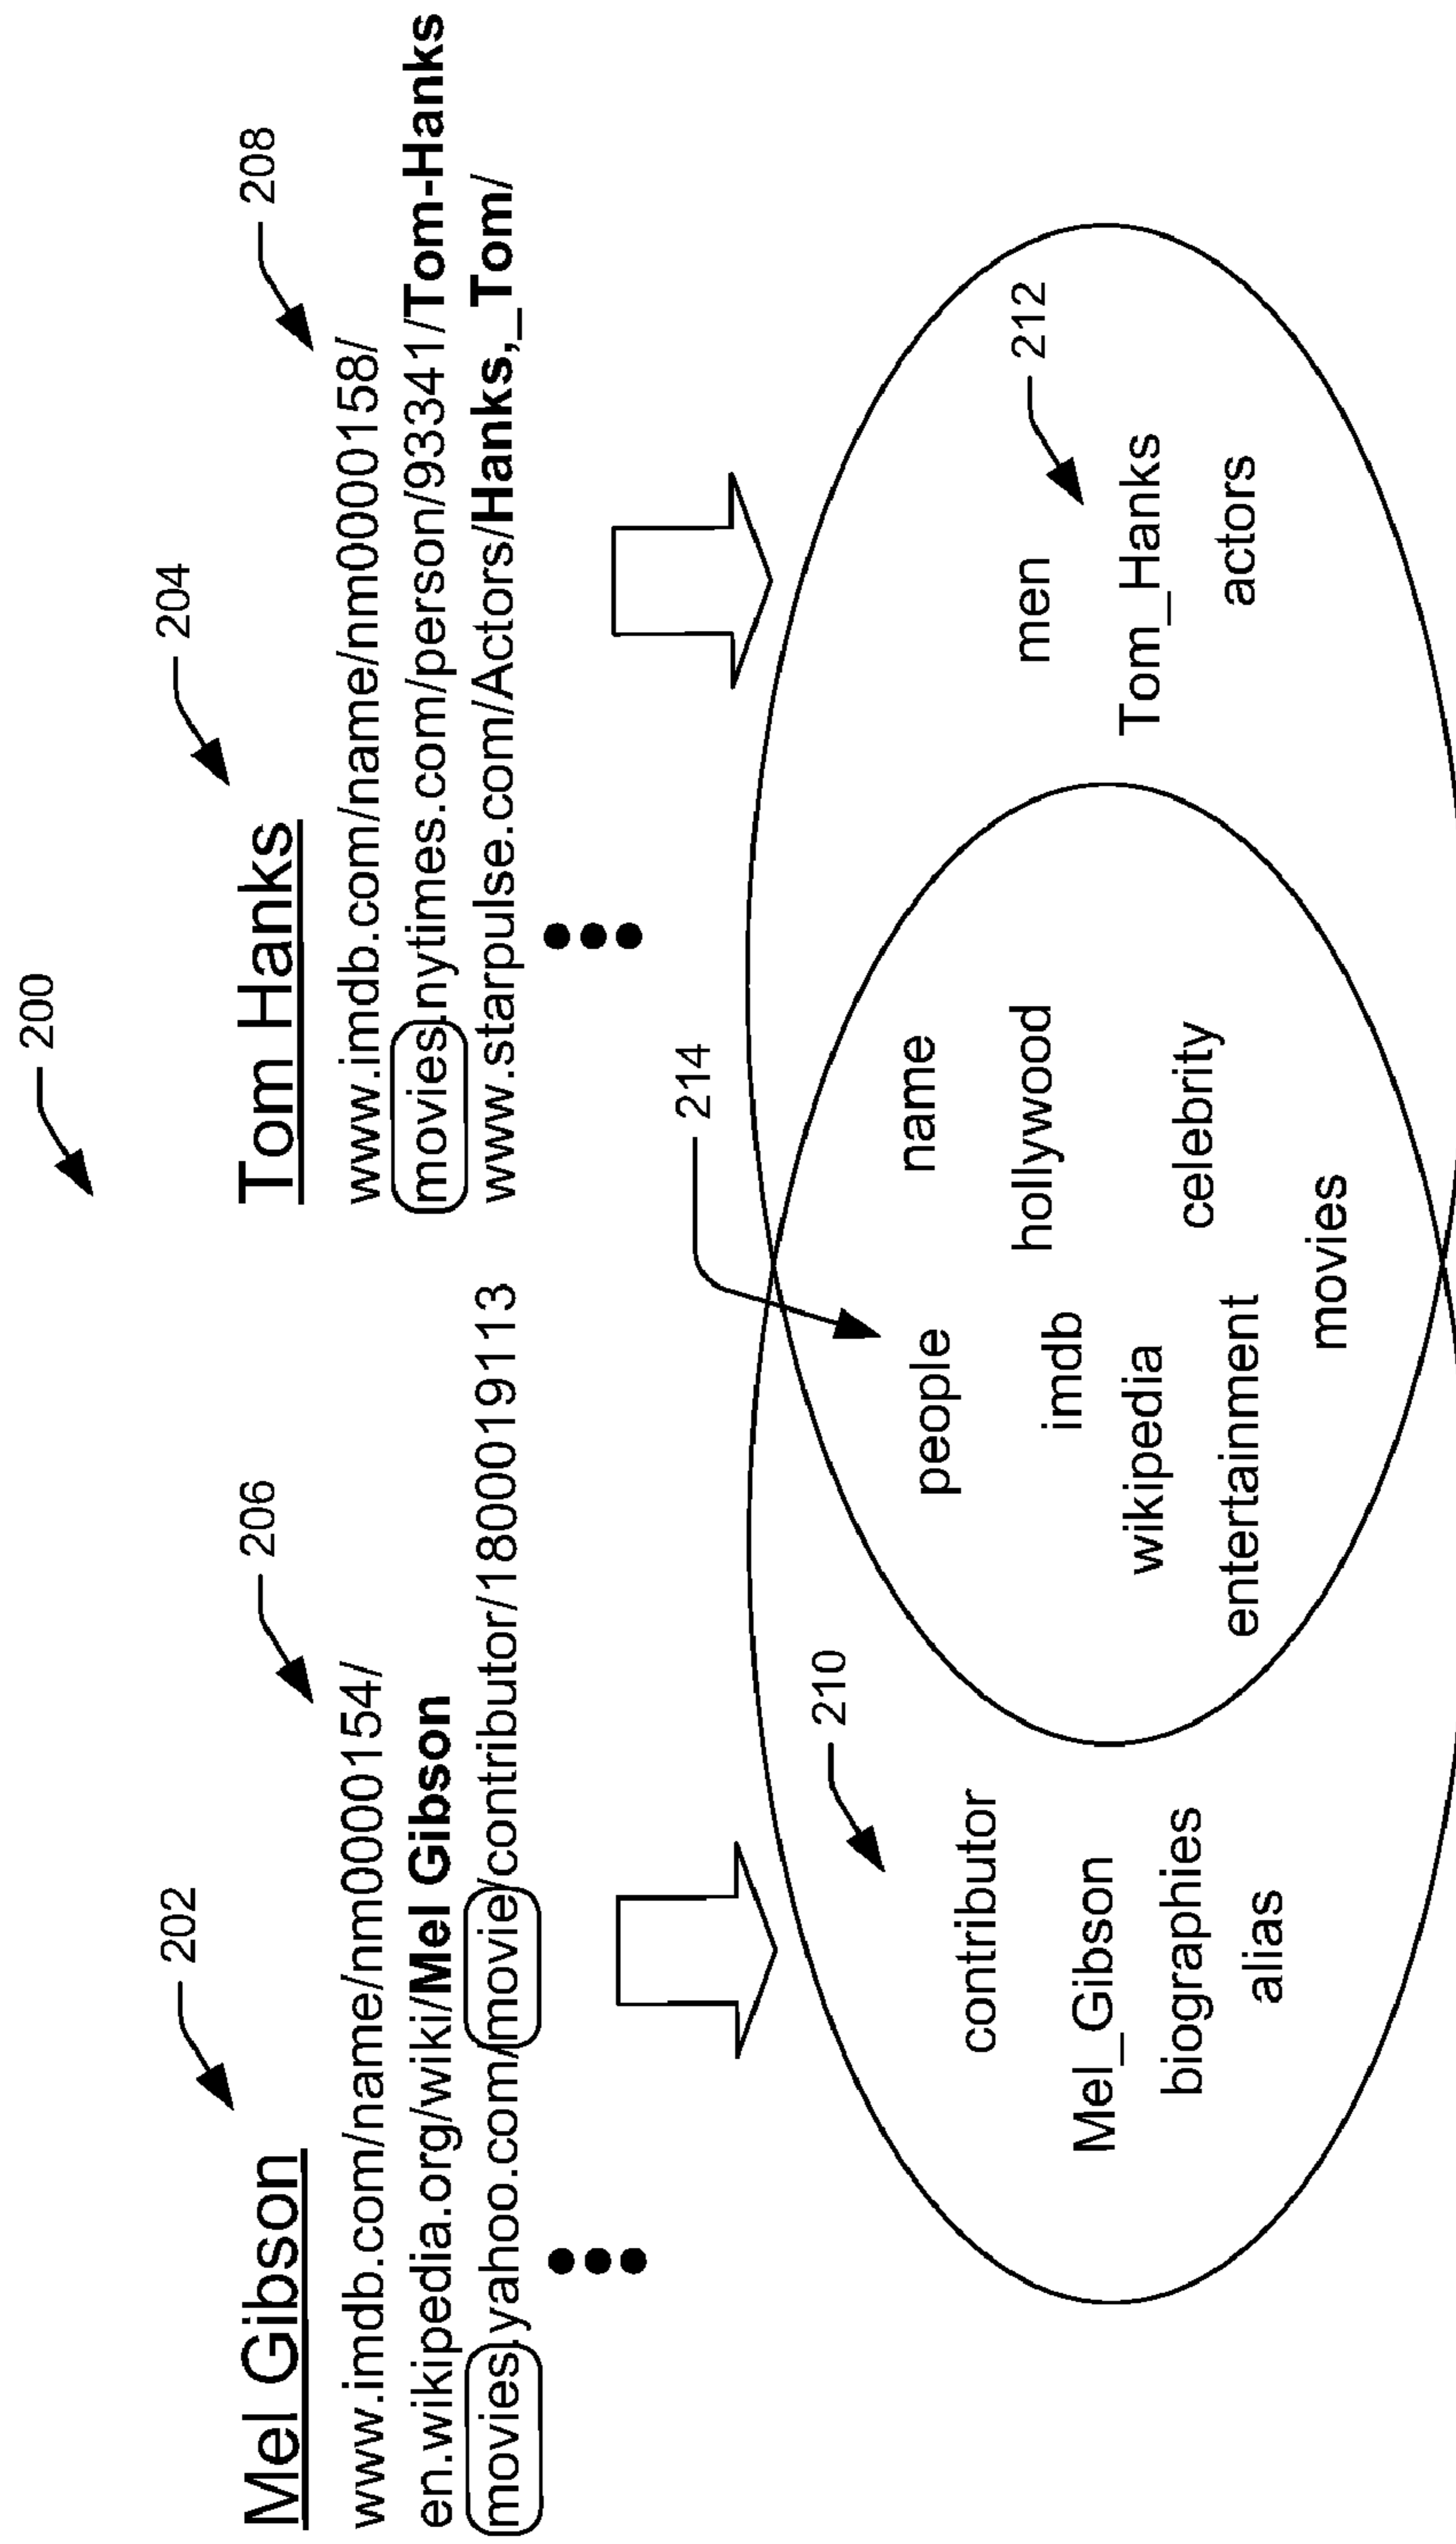 200
202
Mel Gibson
206
www.imdb.com/name/nm0000154/
en.wikipedia.org/wiki/Mel Gibson
movies.yahoo.com/movie/contributor/1800019113
204
Tom Hanks
208
www.imdb.com/name/nm0000158/
movies.nytimes.com/person/9341/Tom-Hanks
www.starpulse.com/Actors/Hanks,_Tom/
210
contributor
Mel_Gibson
biographies
alias
214
people
name
imdb
hollywood
wikipedia
celebrity
entertainment
movies
212
men
Tom_Hanks
actors